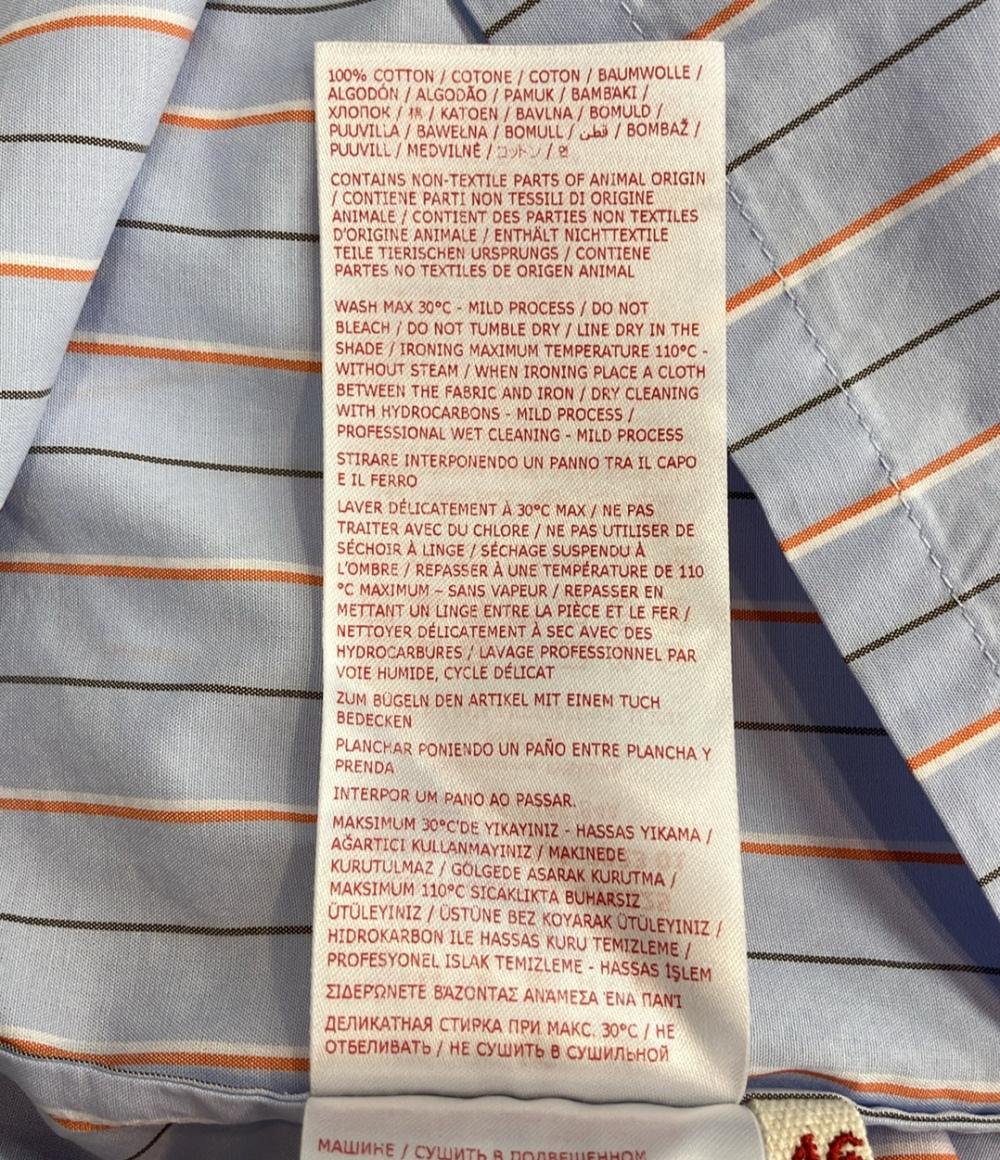 100% COTTON / COTONE / COTON / BAUMWOLLE /
ALGODÓN / ALGODÃO / PAMUK / ΒΑΜΒΆΚΙ /
ХЛОПОК / 棉 / KATOEN / BAVLNA / BOMULD /
PUUVILLA / BAWEŁNA / BOMULL / قطن / BOMBAŽ /
PUUVILL / MEDVILNĖ / コットン / 면
CONTAINS NON-TEXTILE PARTS OF ANIMAL ORIGIN
/ CONTIENE PARTI NON TESSILI DI ORIGINE
ANIMALE / CONTIENT DES PARTIES NON TEXTILES
D'ORIGINE ANIMALE / ENTHÄLT NICHTTEXTILE
TEILE TIERISCHEN URSPRUNGS / CONTIENE
PARTES NO TEXTILES DE ORIGEN ANIMAL
WASH MAX 30°C - MILD PROCESS / DO NOT
BLEACH / DO NOT TUMBLE DRY / LINE DRY IN THE
SHADE / IRONING MAXIMUM TEMPERATURE 110°C -
WITHOUT STEAM / WHEN IRONING PLACE A CLOTH
BETWEEN THE FABRIC AND IRON / DRY CLEANING
WITH HYDROCARBONS - MILD PROCESS /
PROFESSIONAL WET CLEANING - MILD PROCESS
STIRARE INTERPONENDO UN PANNO TRA IL CAPO
E IL FERRO
LAVER DÉLICATEMENT À 30°C MAX / NE PAS
TRAITER AVEC DU CHLORE / NE PAS UTILISER DE
SÉCHOIR À LINGE / SÉCHAGE SUSPENDU À
L'OMBRE / REPASSER À UNE TEMPÉRATURE DE 110
°C MAXIMUM – SANS VAPEUR / REPASSER EN
METTANT UN LINGE ENTRE LA PIÈCE ET LE FER /
NETTOYER DÉLICATEMENT À SEC AVEC DES
HYDROCARBURES / LAVAGE PROFESSIONNEL PAR
VOIE HUMIDE, CYCLE DÉLICAT
ZUM BÜGELN DEN ARTIKEL MIT EINEM TUCH
BEDECKEN
PLANCHAR PONIENDO UN PAÑO ENTRE PLANCHA Y
PRENDA
INTERPOR UM PANO AO PASSAR.
MAKSIMUM 30°C'DE YIKAYINIZ - HASSAS YIKAMA /
AĞARTICI KULLANMAYINIZ / MAKINEDE
KURUTULMAZ / GÖLGEDE ASARAK KURUTMA /
MAKSIMUM 110°C SICAKLIKTA BUHARSIZ
ÜTÜLEYINIZ / ÜSTÜNE BEZ KOYARAK ÜTÜLEYINIZ /
HIDROKARBON ILE HASSAS KURU TEMIZLEME /
PROFESYONEL ISLAK TEMIZLEME - HASSAS İŞLEM
ΣΙΔΕΡΏΝΕΤΕ ΒΆΖΟΝΤΑΣ ΑΝΆΜΕΣΑ ΈΝΑ ΠΑΝΊ
ДЕЛИКАТНАЯ СТИРКА ПРИ МАКС. 30°C / НЕ
ОТБЕЛИВАТЬ / НЕ СУШИТЬ В СУШИЛЬНОЙ
МАШИНЕ / СУШИТЬ В ПОДВЕШЕННОМ